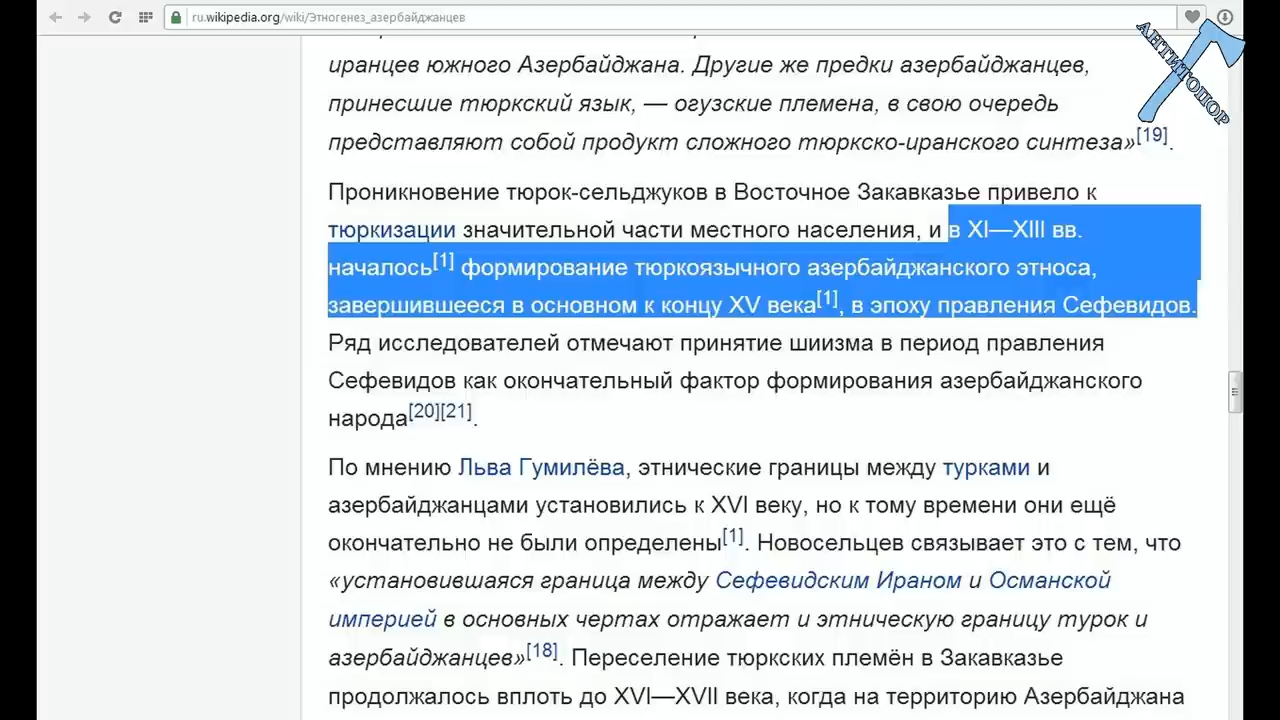 ru.wikipedia.org/wiki/Этногенез_азербайджанцев
АНТИТОПОР
иранцев южного Азербайджана. Другие же предки азербайджанцев,
принесшие тюркский язык, — огузские племена, в свою очередь
представляют собой продукт сложного тюркско-иранского синтеза»[19].
Проникновение тюрок-сельджуков в Восточное Закавказье привело к
тюркизации значительной части местного населения, и в XI—XIII вв.
началось[1] формирование тюркоязычного азербайджанского этноса,
завершившееся в основном к концу XV века[1], в эпоху правления Сефевидов.
Ряд исследователей отмечают принятие шиизма в период правления
Сефевидов как окончательный фактор формирования азербайджанского
народа[20][21].
По мнению Льва Гумилёва, этнические границы между турками и
азербайджанцами установились к XVI веку, но к тому времени они ещё
окончательно не были определены[1]. Новосельцев связывает это с тем, что
«установившаяся граница между Сефевидским Ираном и Османской
империей в основных чертах отражает и этническую границу турок и
азербайджанцев»[18]. Переселение тюркских племён в Закавказье
продолжалось вплоть до XVI—XVII века, когда на территорию Азербайджана